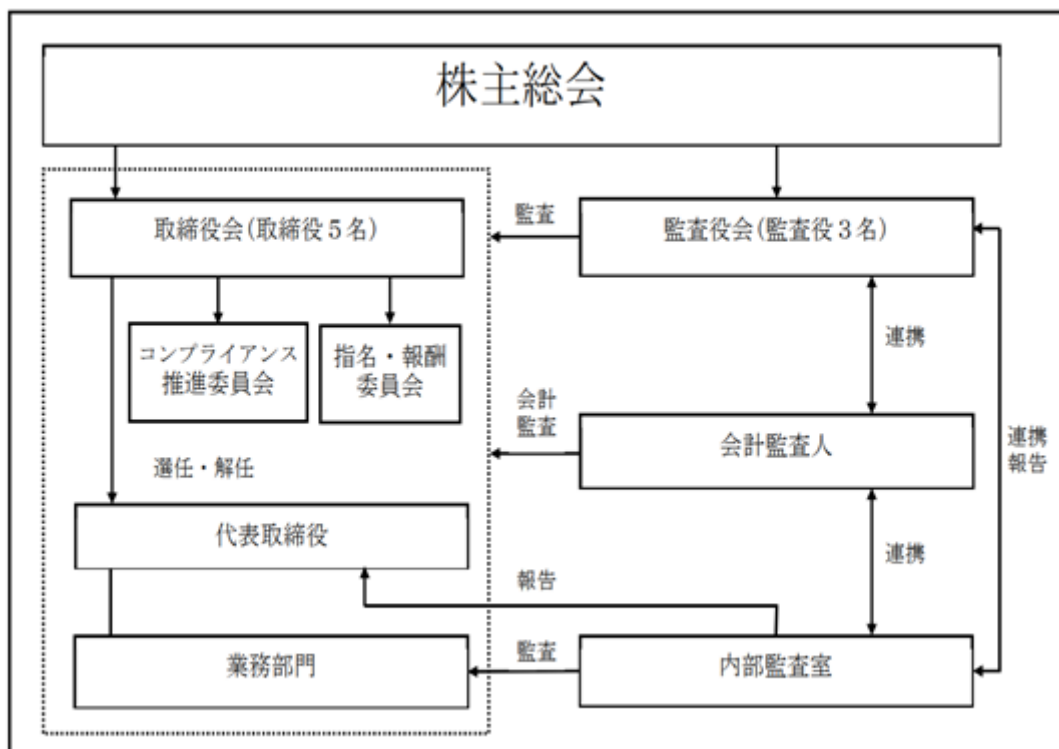 株主総会
取締役会(取締役５名)
監査
監査役会(監査役３名)
コンプライアンス
推進委員会
指名・報酬
委員会
連携
会計
監査
会計監査人
連携
報告
選任・解任
代表取締役
連携
報告
業務部門
監査
内部監査室